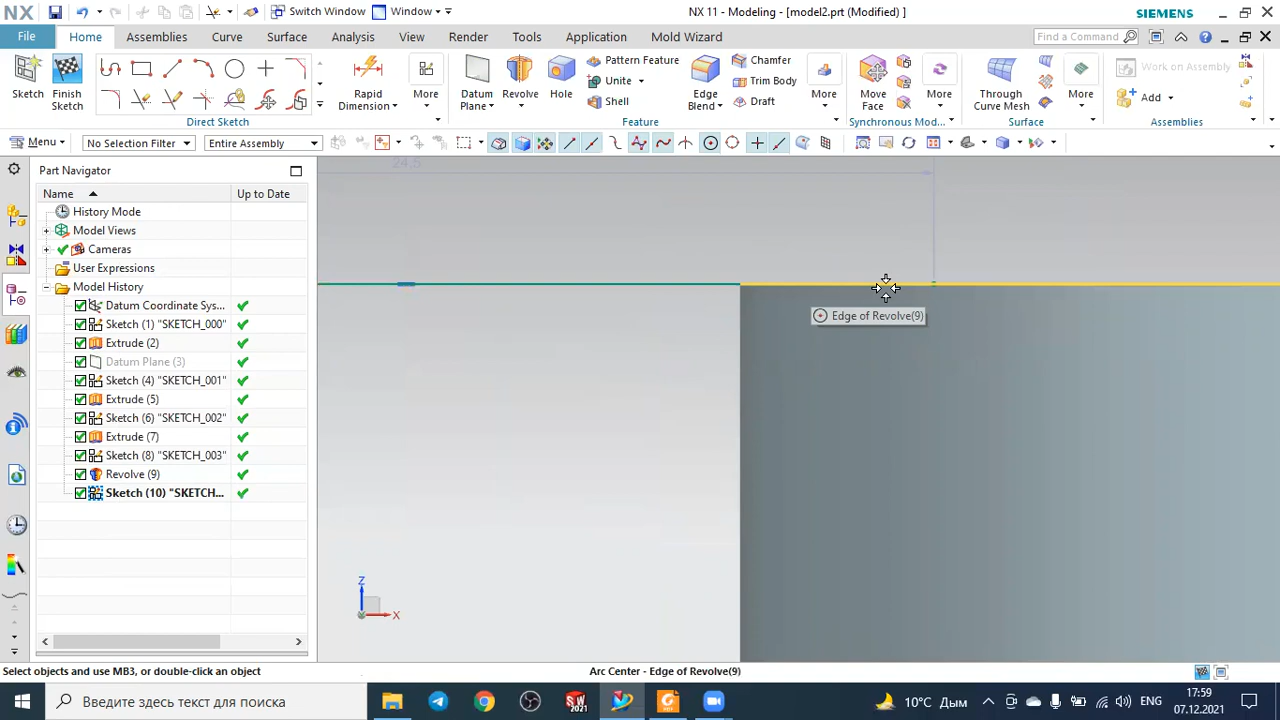 NX
Switch Window
Window
NX 11 - Modeling - [model2.prt (Modified) ]
SIEMENS
File
Home
Assemblies
Curve
Surface
Analysis
View
Render
Tools
Application
Mold Wizard
Find a Command
Sketch
Finish
Sketch
Rapid
Dimension
More
Direct Sketch
Datum
Plane
Revolve
Hole
Pattern Feature
Unite
Shell
Edge
Blend
Chamfer
Trim Body
Draft
More
Feature
Move
Face
More
Synchronous Mod...
Through
Curve Mesh
More
Surface
Work on Assembly
Add
Assemblies
Menu
No Selection Filter
Entire Assembly
Part Navigator
Name
Up to Date
History Mode
Model Views
Cameras
User Expressions
Model History
Datum Coordinate Sys...
Sketch (1) "SKETCH_000"
Extrude (2)
Datum Plane (3)
Sketch (4) "SKETCH_001"
Extrude (5)
Sketch (6) "SKETCH_002"
Extrude (7)
Sketch (8) "SKETCH_003"
Revolve (9)
Sketch (10) "SKETCH...
24.5
Edge of Revolve(9)
Z
X
Select objects and use MB3, or double-click an object
Arc Center - Edge of Revolve(9)
Введите здесь текст для поиска
SW
2021
10°C Дым
ENG
17:59
07.12.2021